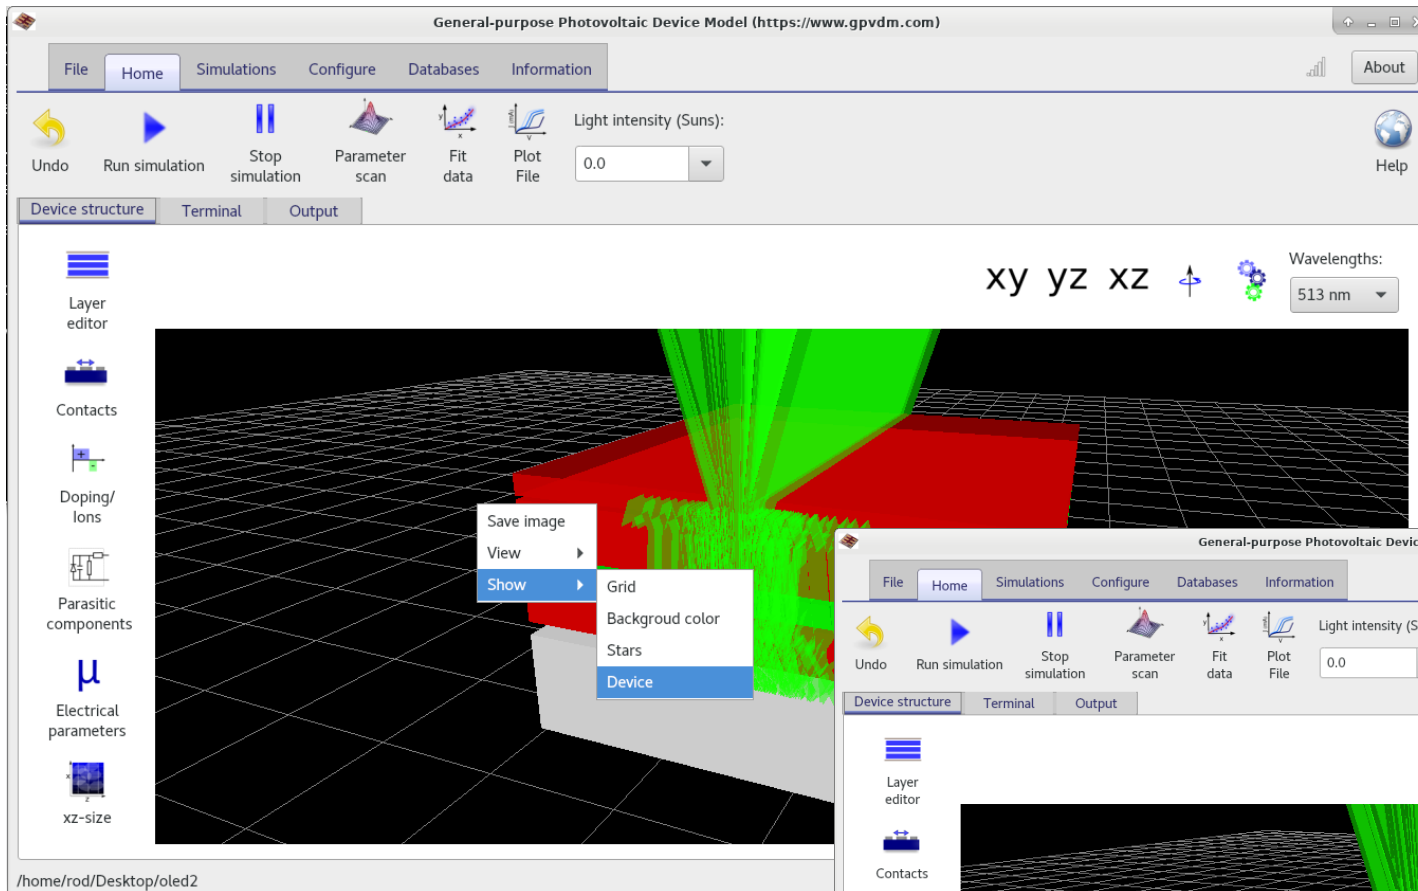 General-purpose Photovoltaic Device Model (https://www.gpvdm.com)
File Home Simulations Configure Databases Information
About
Undo
Run simulation
Stop
simulation
Parameter
scan
Fit
data
Plot
File
Light intensity (Suns):
0.0
Help
Device structure Terminal Output
Layer
editor
Contacts
Doping/
Ions
Parasitic
components
μ
Electrical
parameters
xz-size
xy yz xz
Wavelengths:
513 nm
Save image
View
Show
Grid
Backgroud color
Stars
Device
General-purpose Photovoltaic Devic
File Home Simulations Configure Databases Information
Undo
Run simulation
Stop
simulation
Parameter
scan
Fit
data
Plot
File
Light intensity (S
0.0
Device structure Terminal Output
Layer
editor
Contacts
/home/rod/Desktop/oled2